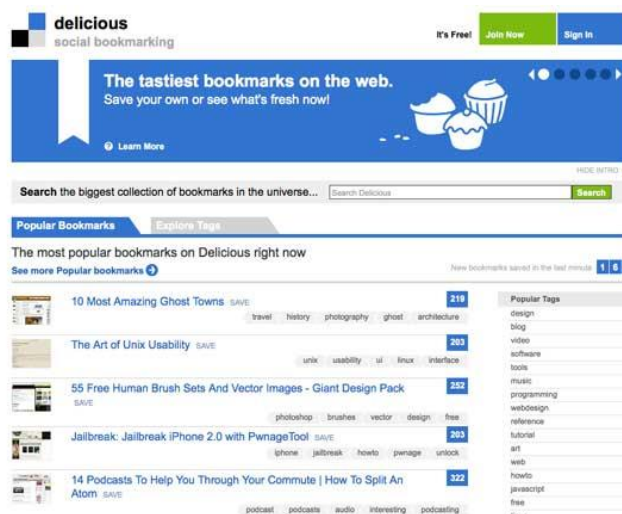 delicious
social bookmarking
It's Free!
Join Now
Sign In
The tastiest bookmarks on the web.
Save your own or see what's fresh now!
Learn More
HIDE INTRO
Search the biggest collection of bookmarks in the universe...
Search Delicious
Search
Popular Bookmarks
Explore Tags
The most popular bookmarks on Delicious right now
See more Popular bookmarks
New bookmarks saved in the last minute 1 6
10 Most Amazing Ghost Towns SAVE 219
travel history photography ghost architecture
The Art of Unix Usability SAVE 203
unix usability ui linux interface
55 Free Human Brush Sets And Vector Images - Giant Design Pack 252
SAVE
photoshop brushes vector design free
Jailbreak: Jailbreak iPhone 2.0 with PwnageTool SAVE 203
iphone jailbreak howto pwnage unlock
14 Podcasts To Help You Through Your Commute | How To Split An 322
Atom SAVE
podcast podcasts audio interesting podcasting
Popular Tags
design
blog
video
software
tools
music
programming
webdesign
reference
tutorial
art
web
howto
javascript
free